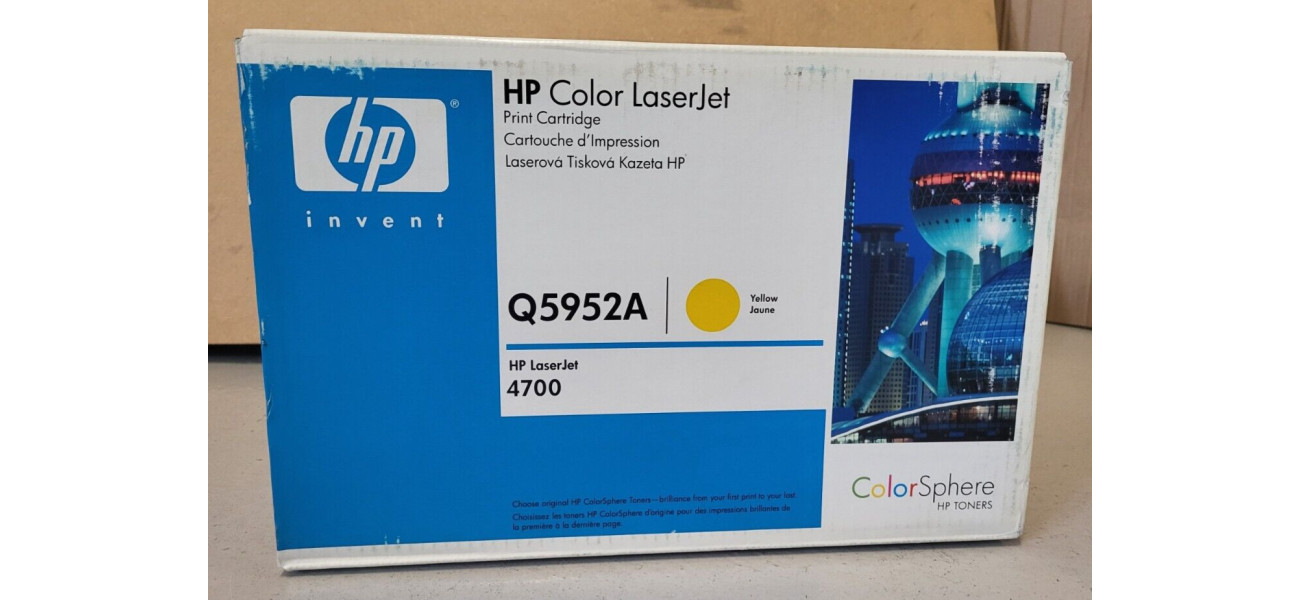 hp
®
invent
HP Color LaserJet
Print Cartridge
Cartouche d'Impression
Laserová Tisková Kazeta HP
Q5952A
Yellow
Jaune
HP LaserJet
4700
Choose original HP ColorSphere Toners—brilliance from your first print to your last.
Choisissez les toners HP ColorSphere d'origine pour des impressions brillantes de
la première à la dernière page.
ColorSphere
HP TONERS